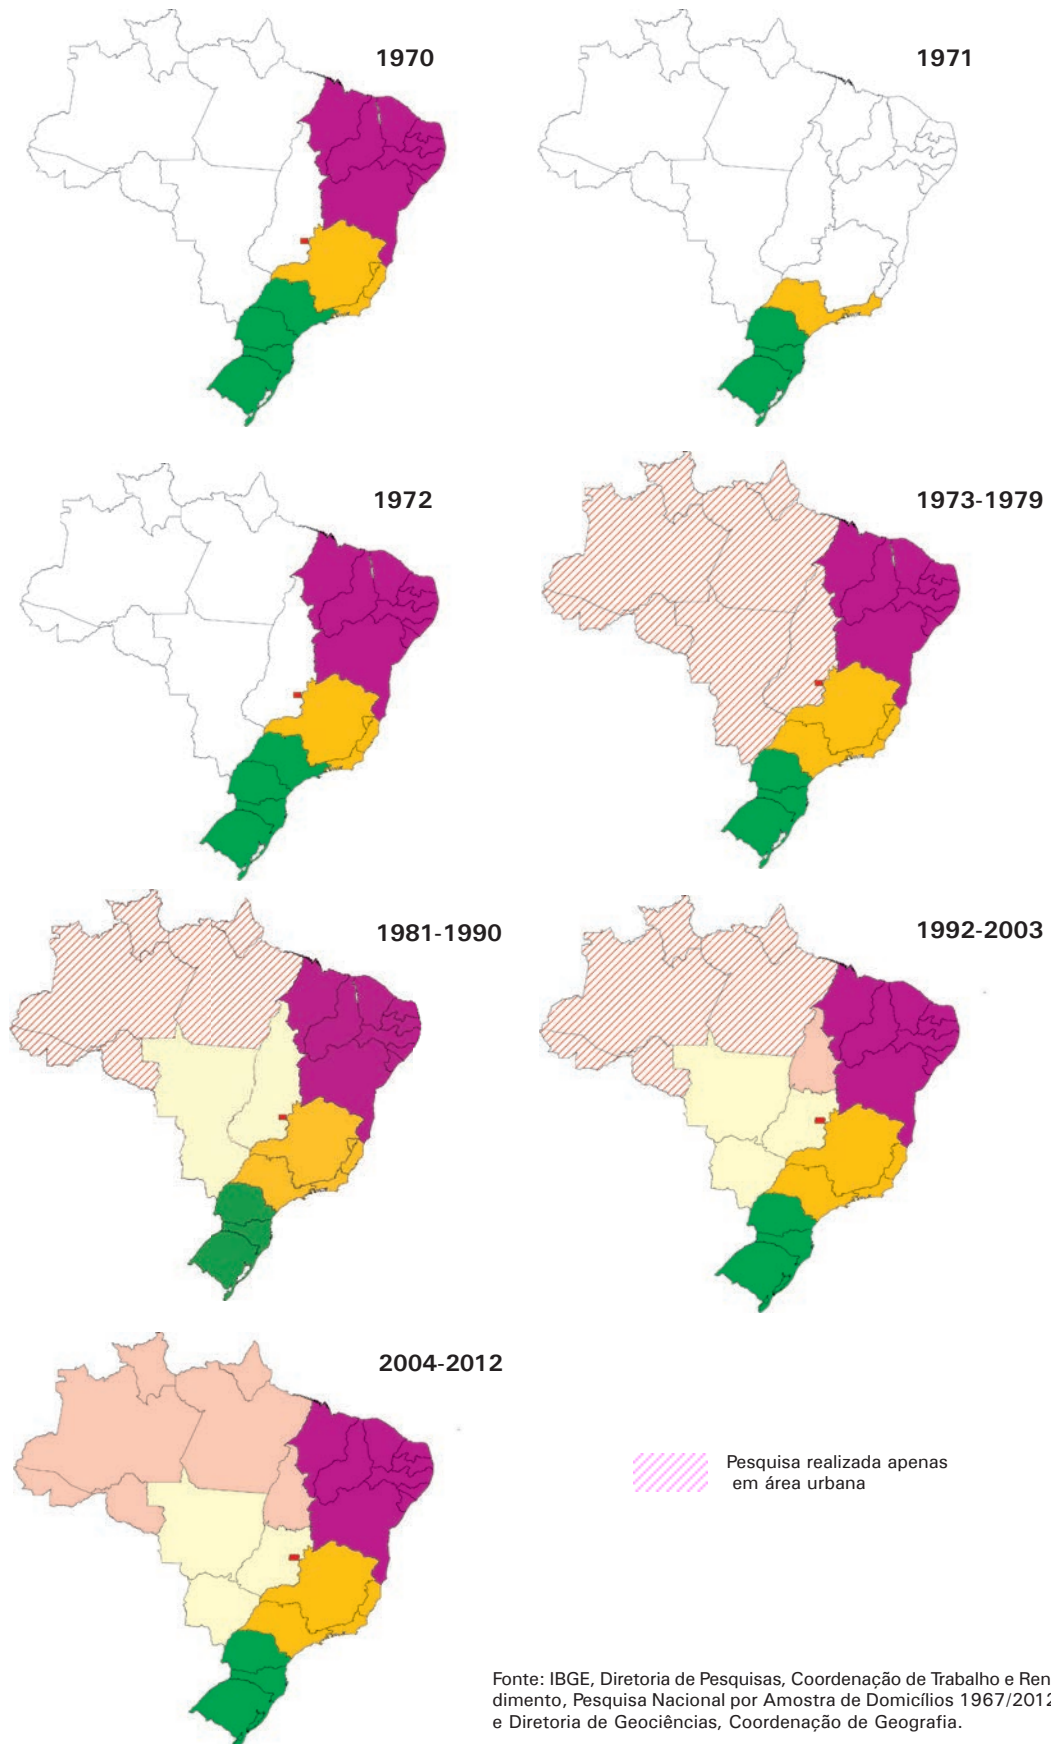 1970
1971
1972
1973-1979
1981-1990
1992-2003
2004-2012
Pesquisa realizada apenas
em área urbana
Fonte: IBGE, Diretoria de Pesquisas, Coordenação de Trabalho e Ren-
dimento, Pesquisa Nacional por Amostra de Domicílios 1967/2012
e Diretoria de Geociências, Coordenação de Geografia.